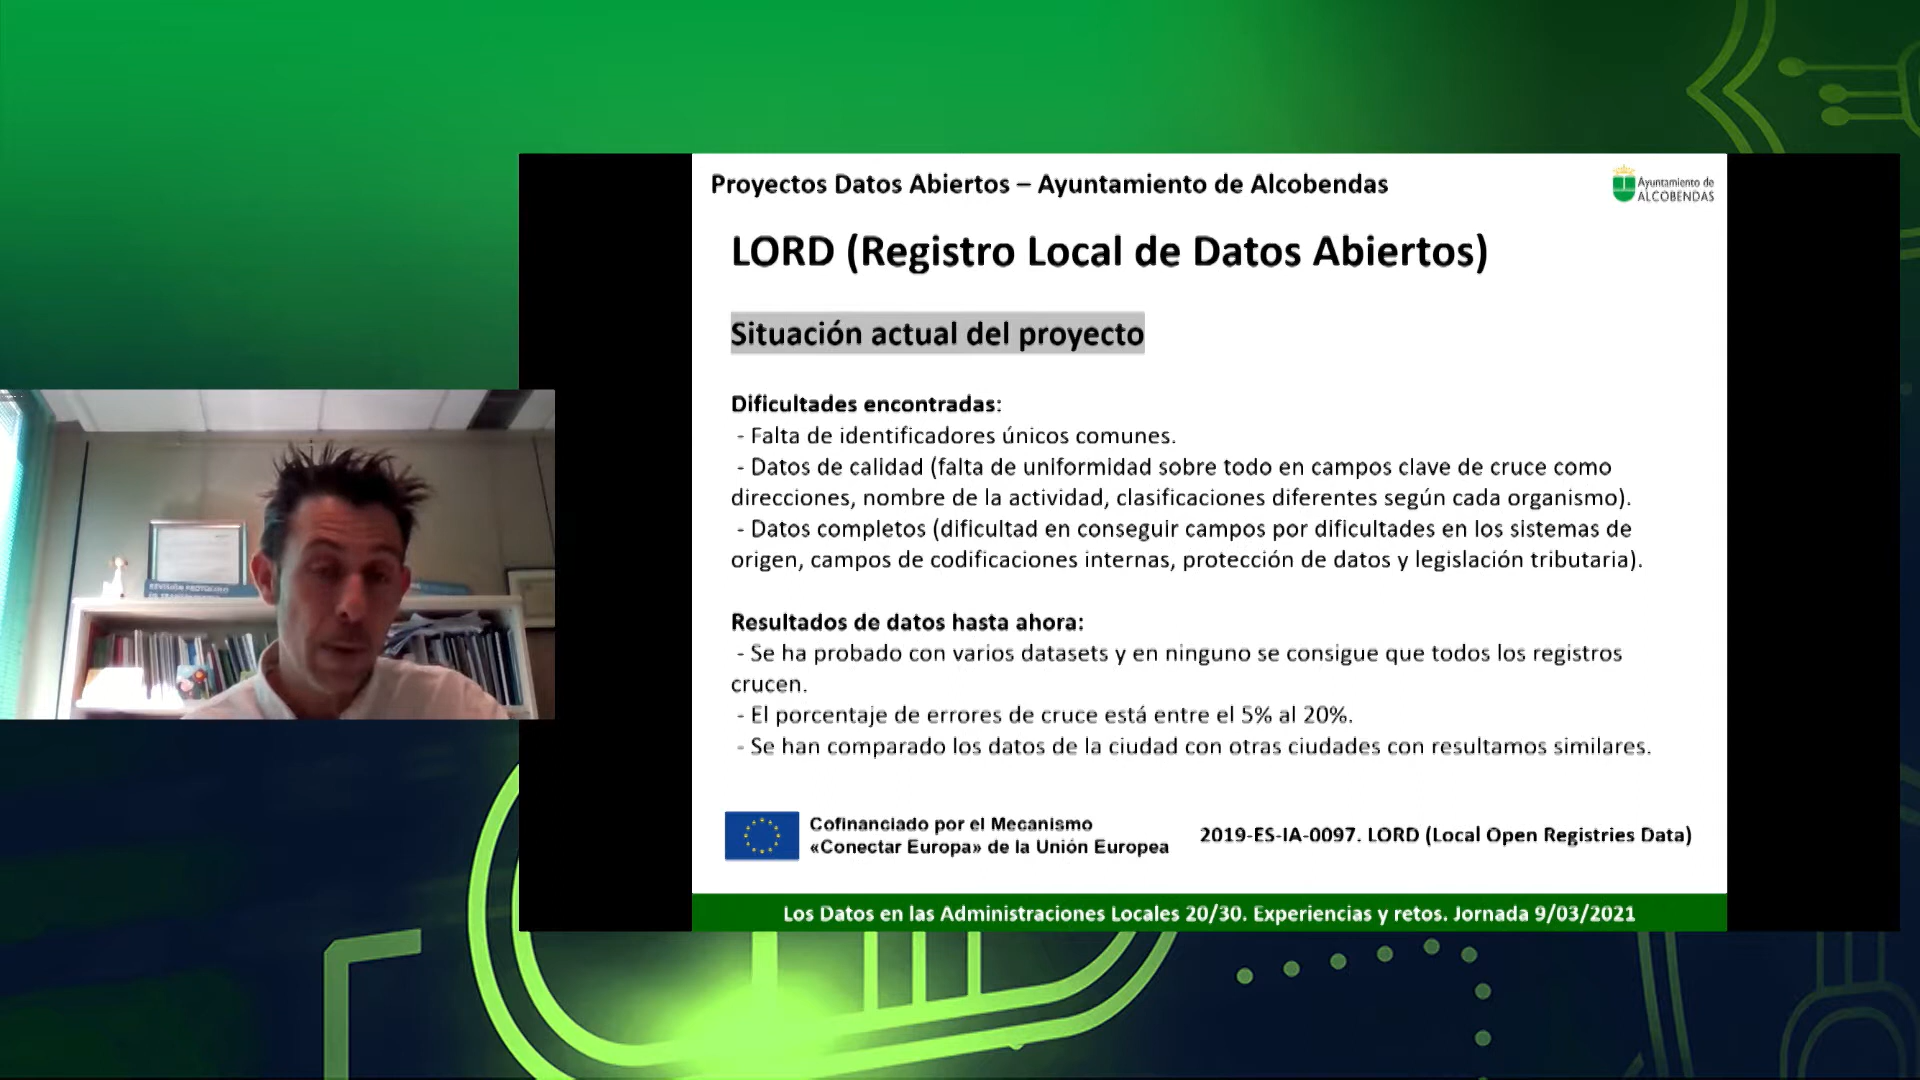 Proyectos Datos Abiertos – Ayuntamiento de Alcobendas
Ayuntamiento de
ALCOBENDAS
LORD (Registro Local de Datos Abiertos)
Situación actual del proyecto
Dificultades encontradas:
- Falta de identificadores únicos comunes.
- Datos de calidad (falta de uniformidad sobre todo en campos clave de cruce como
direcciones, nombre de la actividad, clasificaciones diferentes según cada organismo).
- Datos completos (dificultad en conseguir campos por dificultades en los sistemas de
origen, campos de codificaciones internas, protección de datos y legislación tributaria).
Resultados de datos hasta ahora:
- Se ha probado con varios datasets y en ninguno se consigue que todos los registros
crucen.
- El porcentaje de errores de cruce está entre el 5% al 20%.
- Se han comparado los datos de la ciudad con otras ciudades con resultamos similares.
Cofinanciado por el Mecanismo
«Conectar Europa» de la Unión Europea
2019-ES-IA-0097. LORD (Local Open Registries Data)
Los Datos en las Administraciones Locales 20/30. Experiencias y retos. Jornada 9/03/2021